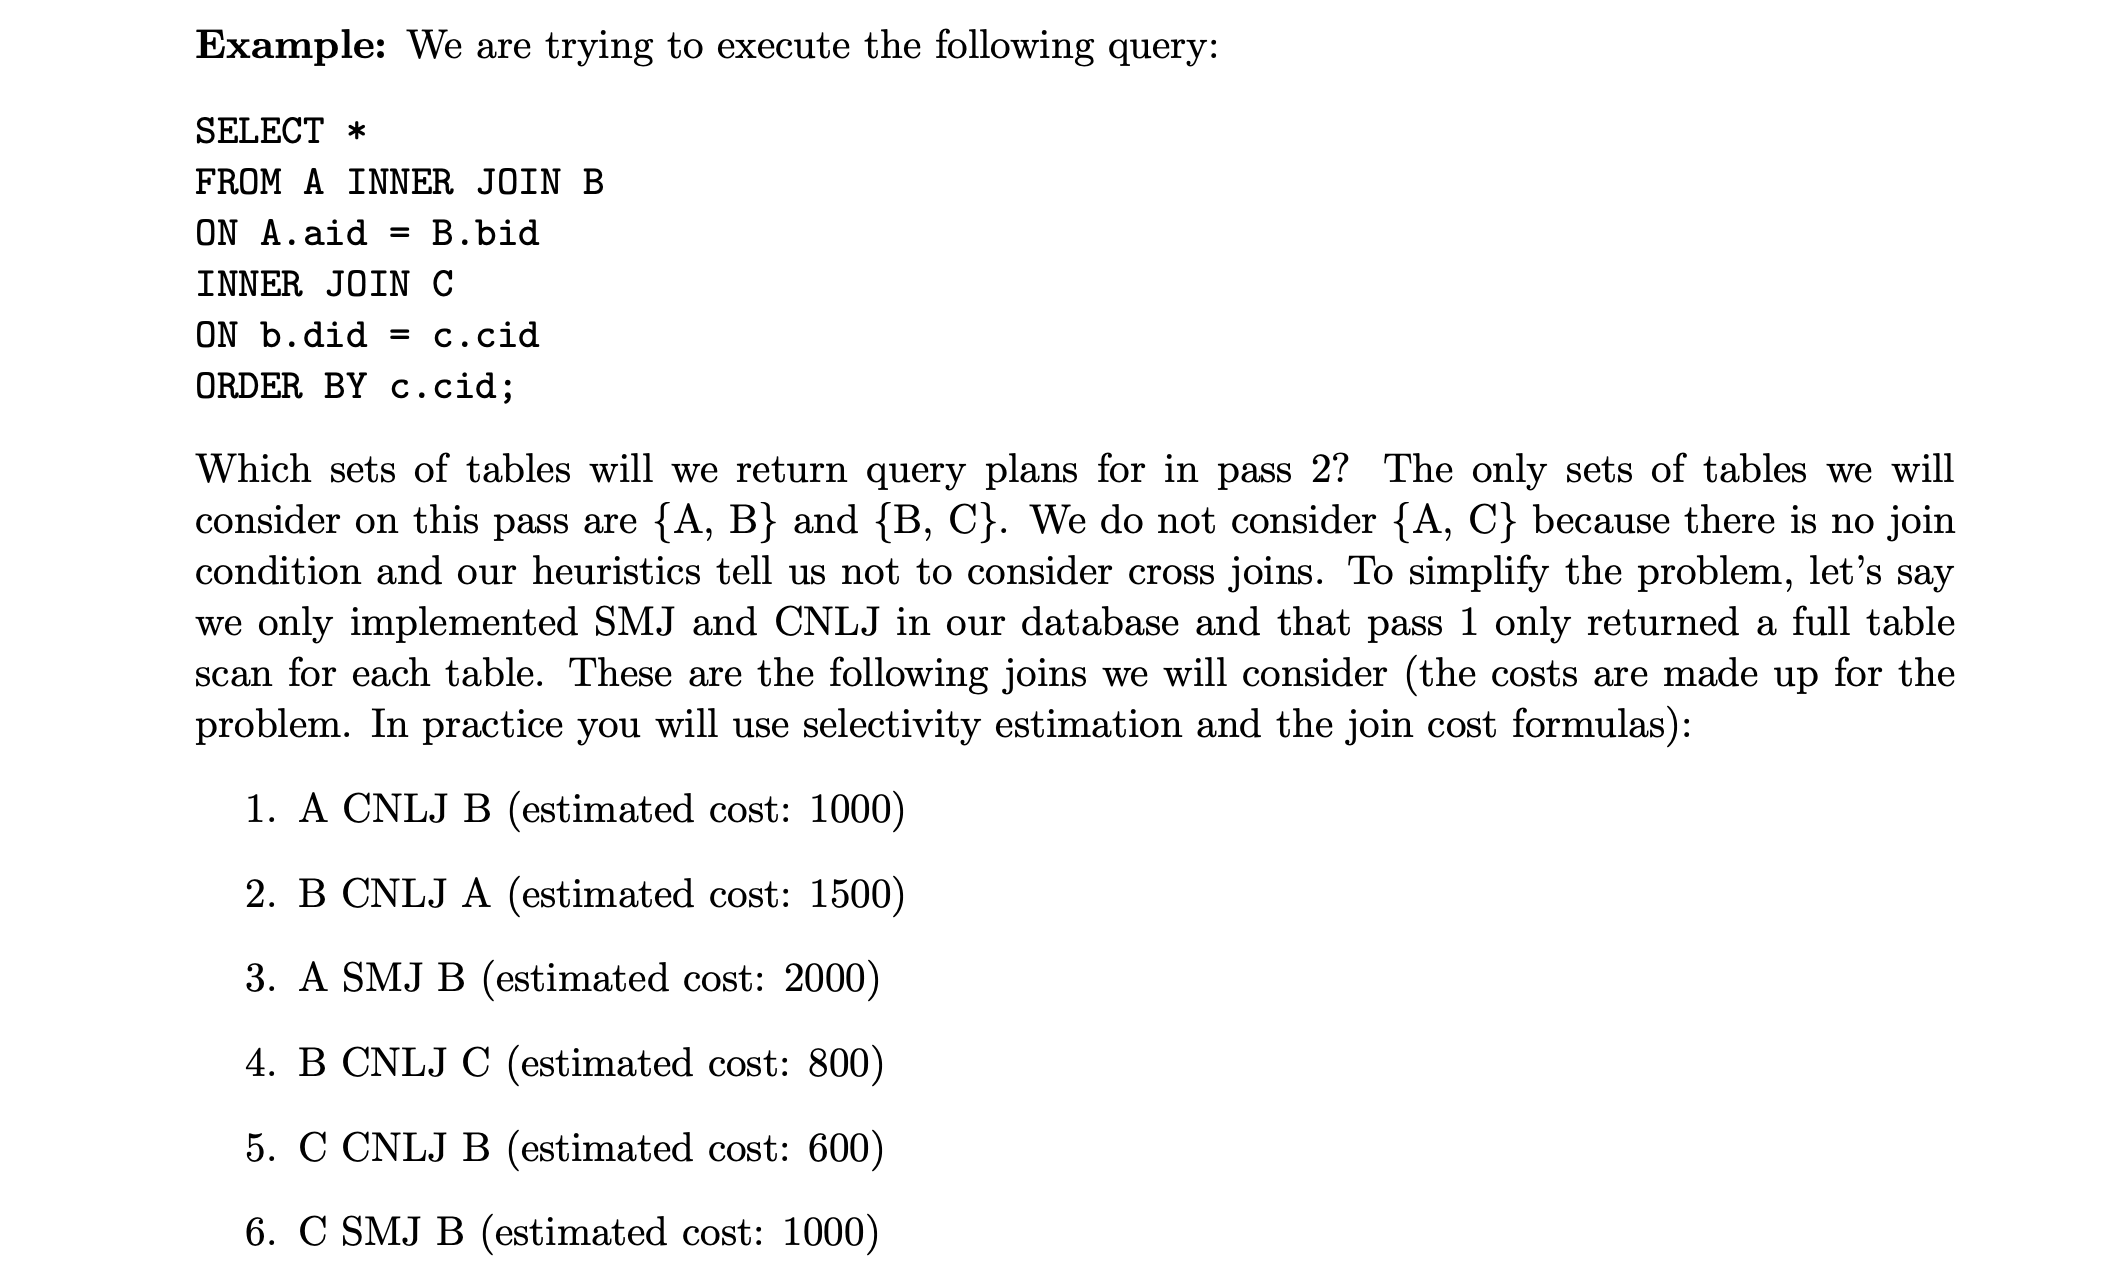 Example: We are trying to execute the following query:
SELECT *
FROM A INNER JOIN B
ON A.aid = B.bid
INNER JOIN C
ON b.did = c.cid
ORDER BY c.cid;
Which sets of tables will we return query plans for in pass 2? The only sets of tables we will
consider on this pass are {A, B} and {B, C}. We do not consider {A, C} because there is no join
condition and our heuristics tell us not to consider cross joins. To simplify the problem, let’s say
we only implemented SMJ and CNLJ in our database and that pass 1 only returned a full table
scan for each table. These are the following joins we will consider (the costs are made up for the
problem. In practice you will use selectivity estimation and the join cost formulas):
1. A CNLJ B (estimated cost: 1000)
2. B CNLJ A (estimated cost: 1500)
3. A SMJ B (estimated cost: 2000)
4. B CNLJ C (estimated cost: 800)
5. C CNLJ B (estimated cost: 600)
6. C SMJ B (estimated cost: 1000)